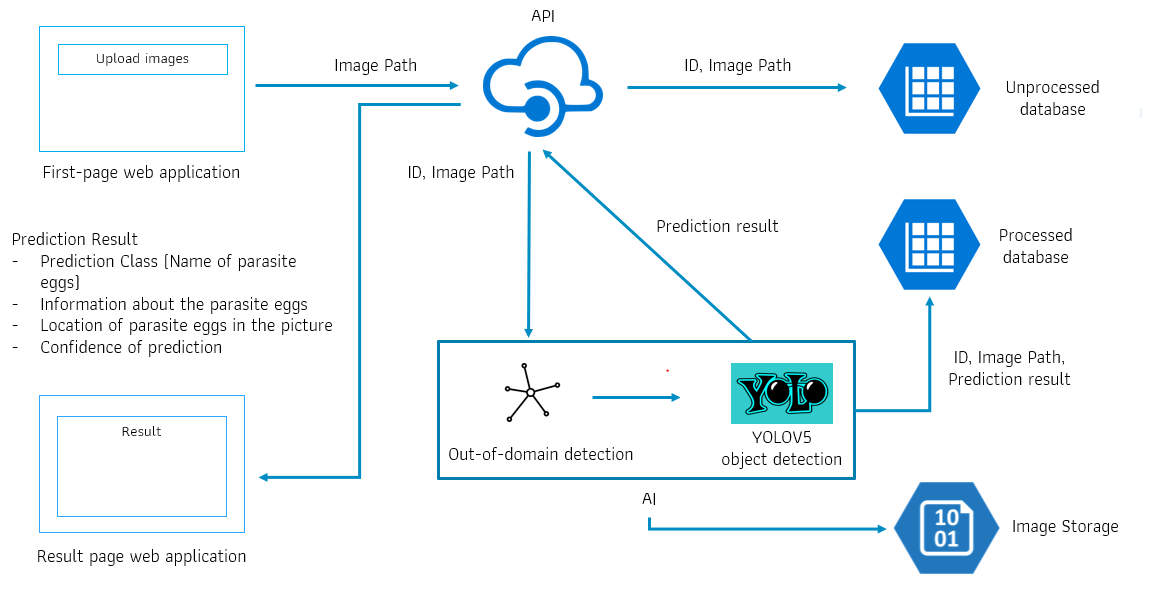 API
Upload images
Image Path
ID, Image Path
Unprocessed
database
First-page web application
ID, Image Path
Prediction result
Processed
database
Prediction Result
- Prediction Class (Name of parasite
eggs)
- Information about the parasite eggs
- Location of parasite eggs in the picture
- Confidence of prediction
ID, Image Path,
Prediction result
YOLO
Result
Out-of-domain detection
YOLOV5
object detection
AI
10
01
Image Storage
Result page web application